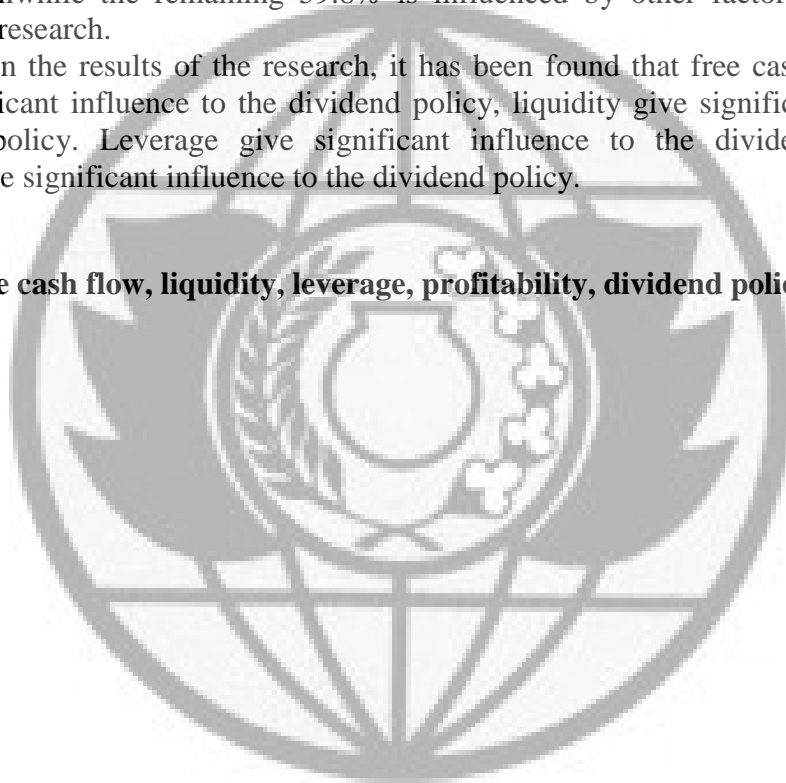 while the remaining 39.8% is influenced by other factor
research.
n the results of the research, it has been found that free cas
icant influence to the dividend policy, liquidity give signific
policy. Leverage give significant influence to the divide
e significant influence to the dividend policy.
e cash flow, liquidity, leverage, profitability, dividend polic